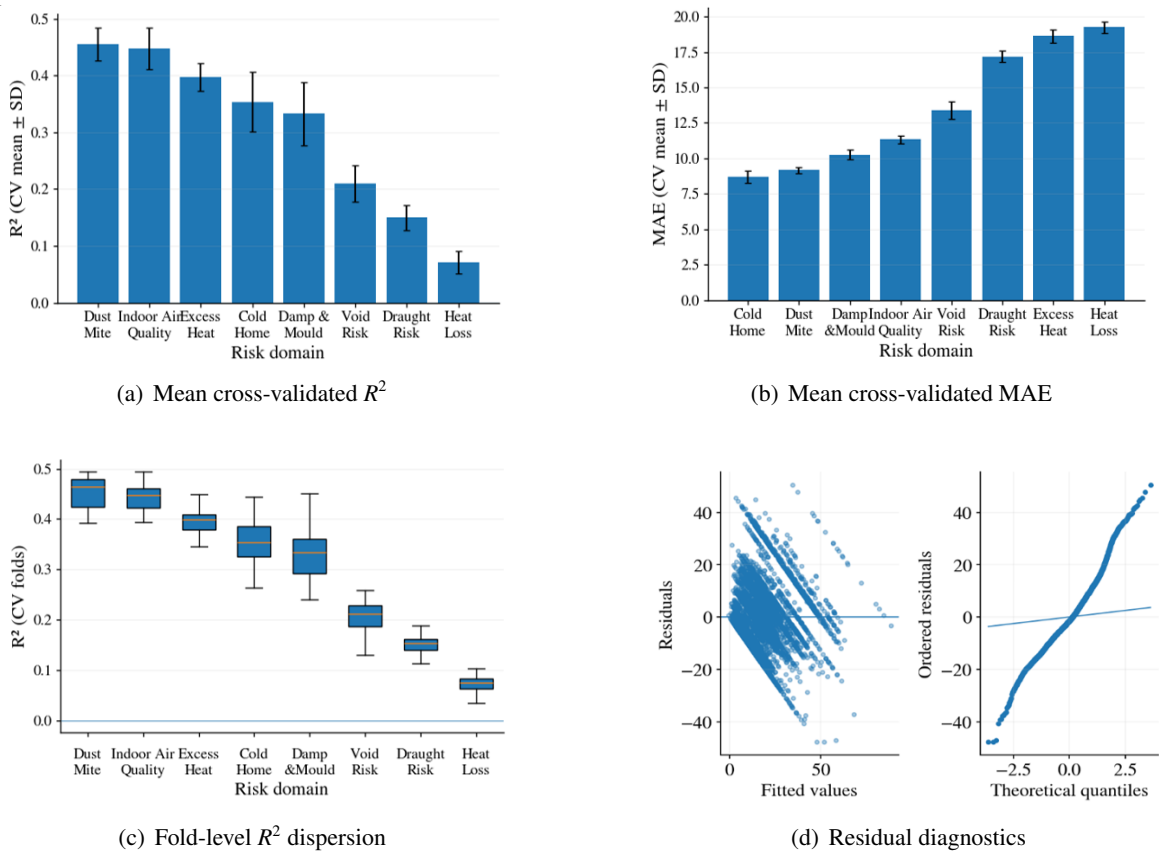 0.5
0.4
0.3
0.2
0.1
0.0
R² (CV mean ± SD)
Dust Mite
Indoor Air Quality
Excess Heat
Cold Home
Damp & Mould
Void Risk
Draught Risk
Heat Loss
Risk domain
(a) Mean cross-validated R²
20.0
17.5
15.0
12.5
10.0
7.5
5.0
2.5
0.0
MAE (CV mean ± SD)
Cold Home
Dust Mite
Damp &Mould
Indoor Air Quality
Void Risk
Draught Risk
Excess Heat
Heat Loss
Risk domain
(b) Mean cross-validated MAE
0.5
0.4
0.3
0.2
0.1
0.0
R² (CV folds)
Dust Mite
Indoor Air Quality
Excess Heat
Cold Home
Damp &Mould
Void Risk
Draught Risk
Heat Loss
Risk domain
(c) Fold-level R² dispersion
40
20
0
−20
−40
Residuals
0
50
Fitted values
40
20
0
−20
−40
Ordered residuals
−2.5
0.0
2.5
Theoretical quantiles
(d) Residual diagnostics